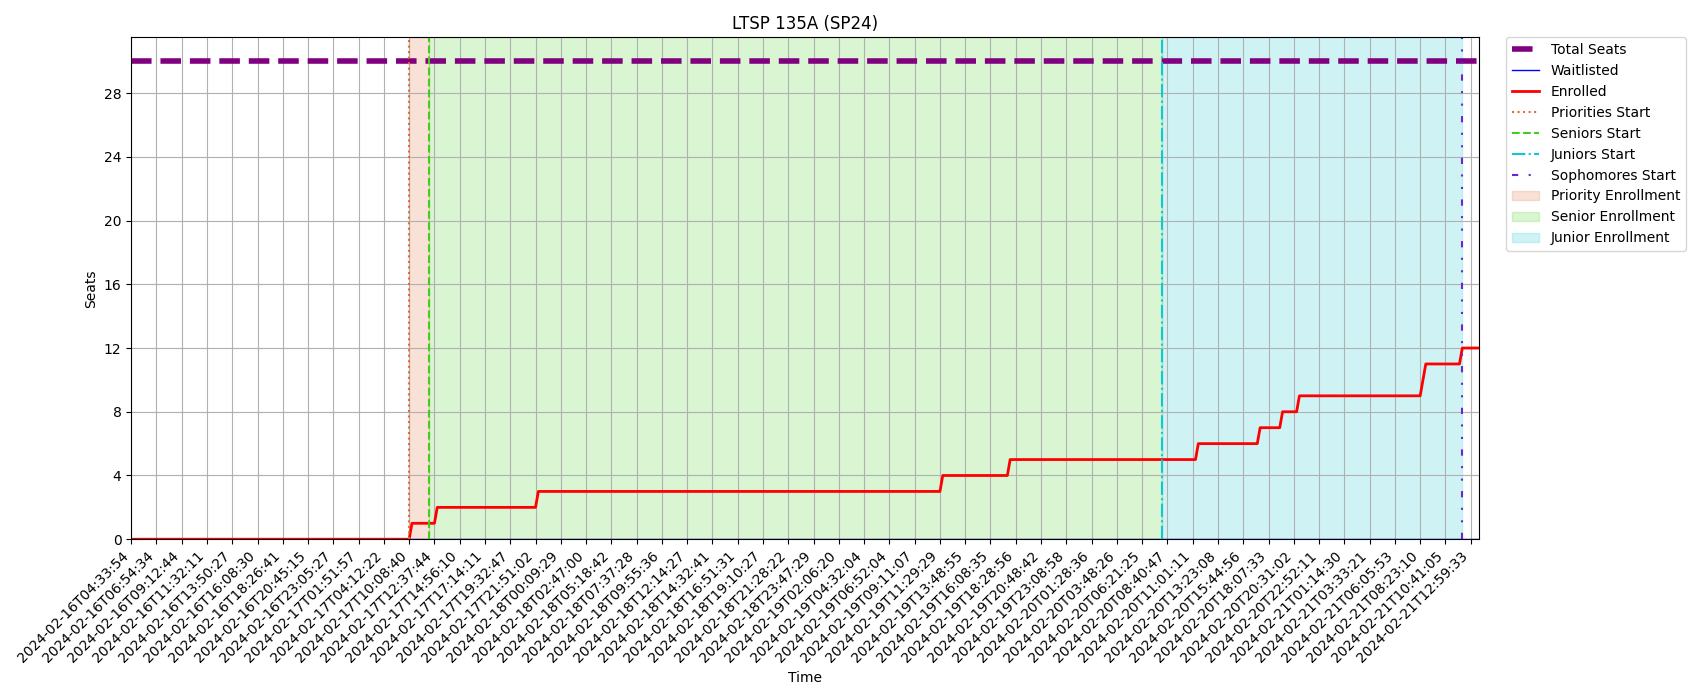 LTSP 135A (SP24)
Total Seats
Waitlisted
Enrolled
Priorities Start
Seniors Start
Juniors Start
Sophomores Start
Priority Enrollment
Senior Enrollment
Junior Enrollment
Seats
28
24
20
16
12
8
4
0
2024-02-16T04:33:54
2024-02-16T06:54:34
2024-02-16T09:12:44
2024-02-16T11:32:11
2024-02-16T13:50:27
2024-02-16T16:08:30
2024-02-16T18:26:41
2024-02-16T20:45:15
2024-02-16T23:05:27
2024-02-17T01:51:57
2024-02-17T04:12:22
2024-02-17T10:08:40
2024-02-17T12:37:44
2024-02-17T14:56:10
2024-02-17T17:14:11
2024-02-17T19:32:47
2024-02-17T21:51:02
2024-02-18T00:09:29
2024-02-18T02:47:00
2024-02-18T05:18:42
2024-02-18T07:37:28
2024-02-18T09:55:36
2024-02-18T12:14:27
2024-02-18T14:32:41
2024-02-18T16:51:31
2024-02-18T19:10:27
2024-02-18T21:28:22
2024-02-18T23:47:29
2024-02-19T02:06:20
2024-02-19T04:32:04
2024-02-19T06:52:04
2024-02-19T09:11:07
2024-02-19T11:29:29
2024-02-19T13:48:55
2024-02-19T16:08:35
2024-02-19T18:28:56
2024-02-19T20:48:42
2024-02-19T23:08:58
2024-02-20T01:28:36
2024-02-20T03:48:26
2024-02-20T06:21:25
2024-02-20T08:40:47
2024-02-20T11:01:11
2024-02-20T13:23:08
2024-02-20T15:44:56
2024-02-20T18:07:33
2024-02-20T20:31:02
2024-02-20T22:52:11
2024-02-21T01:14:30
2024-02-21T03:33:21
2024-02-21T06:05:53
2024-02-21T08:23:10
2024-02-21T10:41:05
2024-02-21T12:59:33
Time